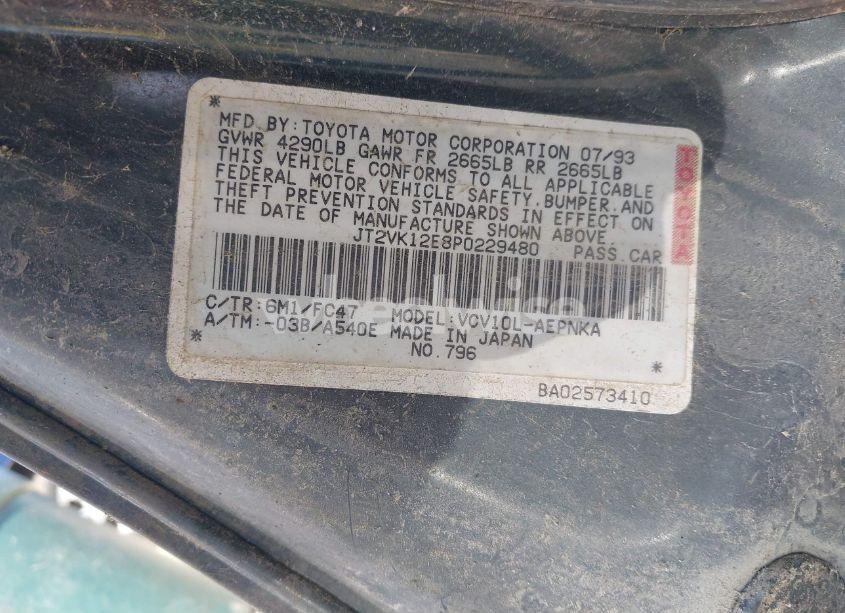 MFD BY:TOYOTA MOTOR CORPORATION 07/93
GVWR 4290LB GAWR FR 2665LB RR 2665LB
THIS VEHICLE CONFORMS TO ALL APPLICABLE
FEDERAL MOTOR VEHICLE SAFETY,BUMPER,AND
THEFT PREVENTION STANDARDS IN EFFECT ON
THE DATE OF MANUFACTURE SHOWN ABOVE.
JT2VK12E8P0229480 PASS.CAR
TOYOTA
C/TR:6M1/FC47 MODEL:VCV10L-AEPNKA
A/TM:-03B/A540E MADE IN JAPAN
NO.796
BA02573410